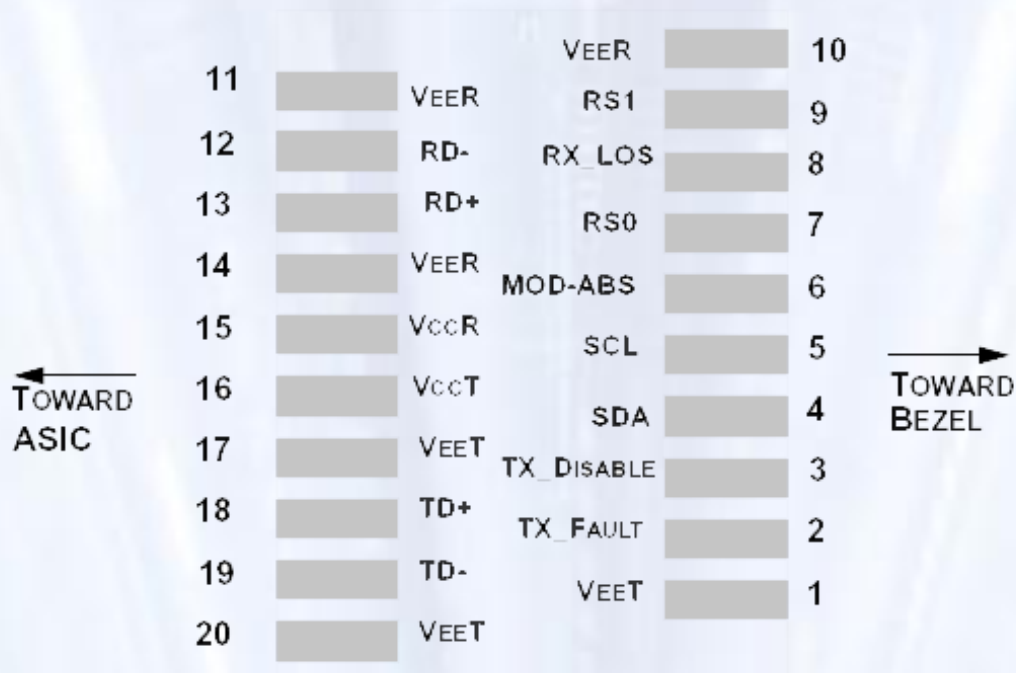 VEER 10
11 VEER
RS1 9
12 RD-
RX_LOS 8
13 RD+
RS0 7
14 VEER
MOD-ABS 6
15 VCCR
SCL 5
TOWARD
ASIC
16 VCCT
TOWARD
BEZEL
SDA 4
17 VEET
TX_DISABLE 3
18 TD+
TX_FAULT 2
19 TD-
VEET 1
20 VEET